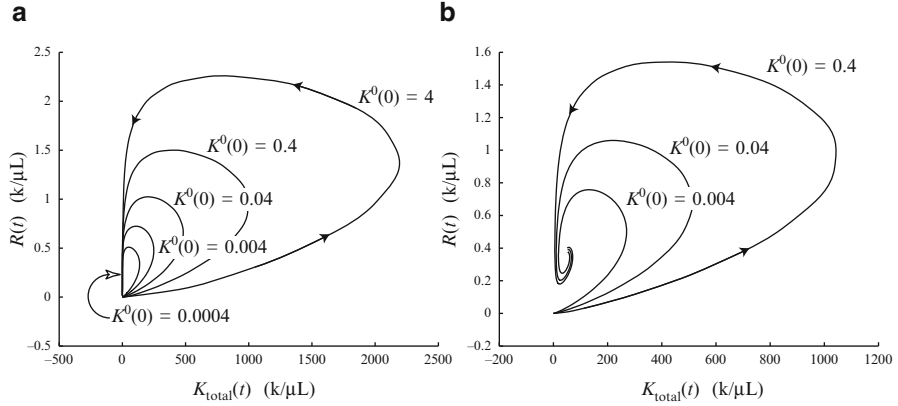 a
2.5
2
1.5
1
0.5
0
–0.5
–500
0
500
1000
1500
2000
2500
R(t) (k/μL)
K_total(t) (k/μL)
K⁰(0) = 4
K⁰(0) = 0.4
K⁰(0) = 0.04
K⁰(0) = 0.004
K⁰(0) = 0.0004
b
1.6
1.4
1.2
1
0.8
0.6
0.4
0.2
0
–0.2
–200
0
200
400
600
800
1000
1200
R(t) (k/μL)
K_total(t) (k/μL)
K⁰(0) = 0.4
K⁰(0) = 0.04
K⁰(0) = 0.004